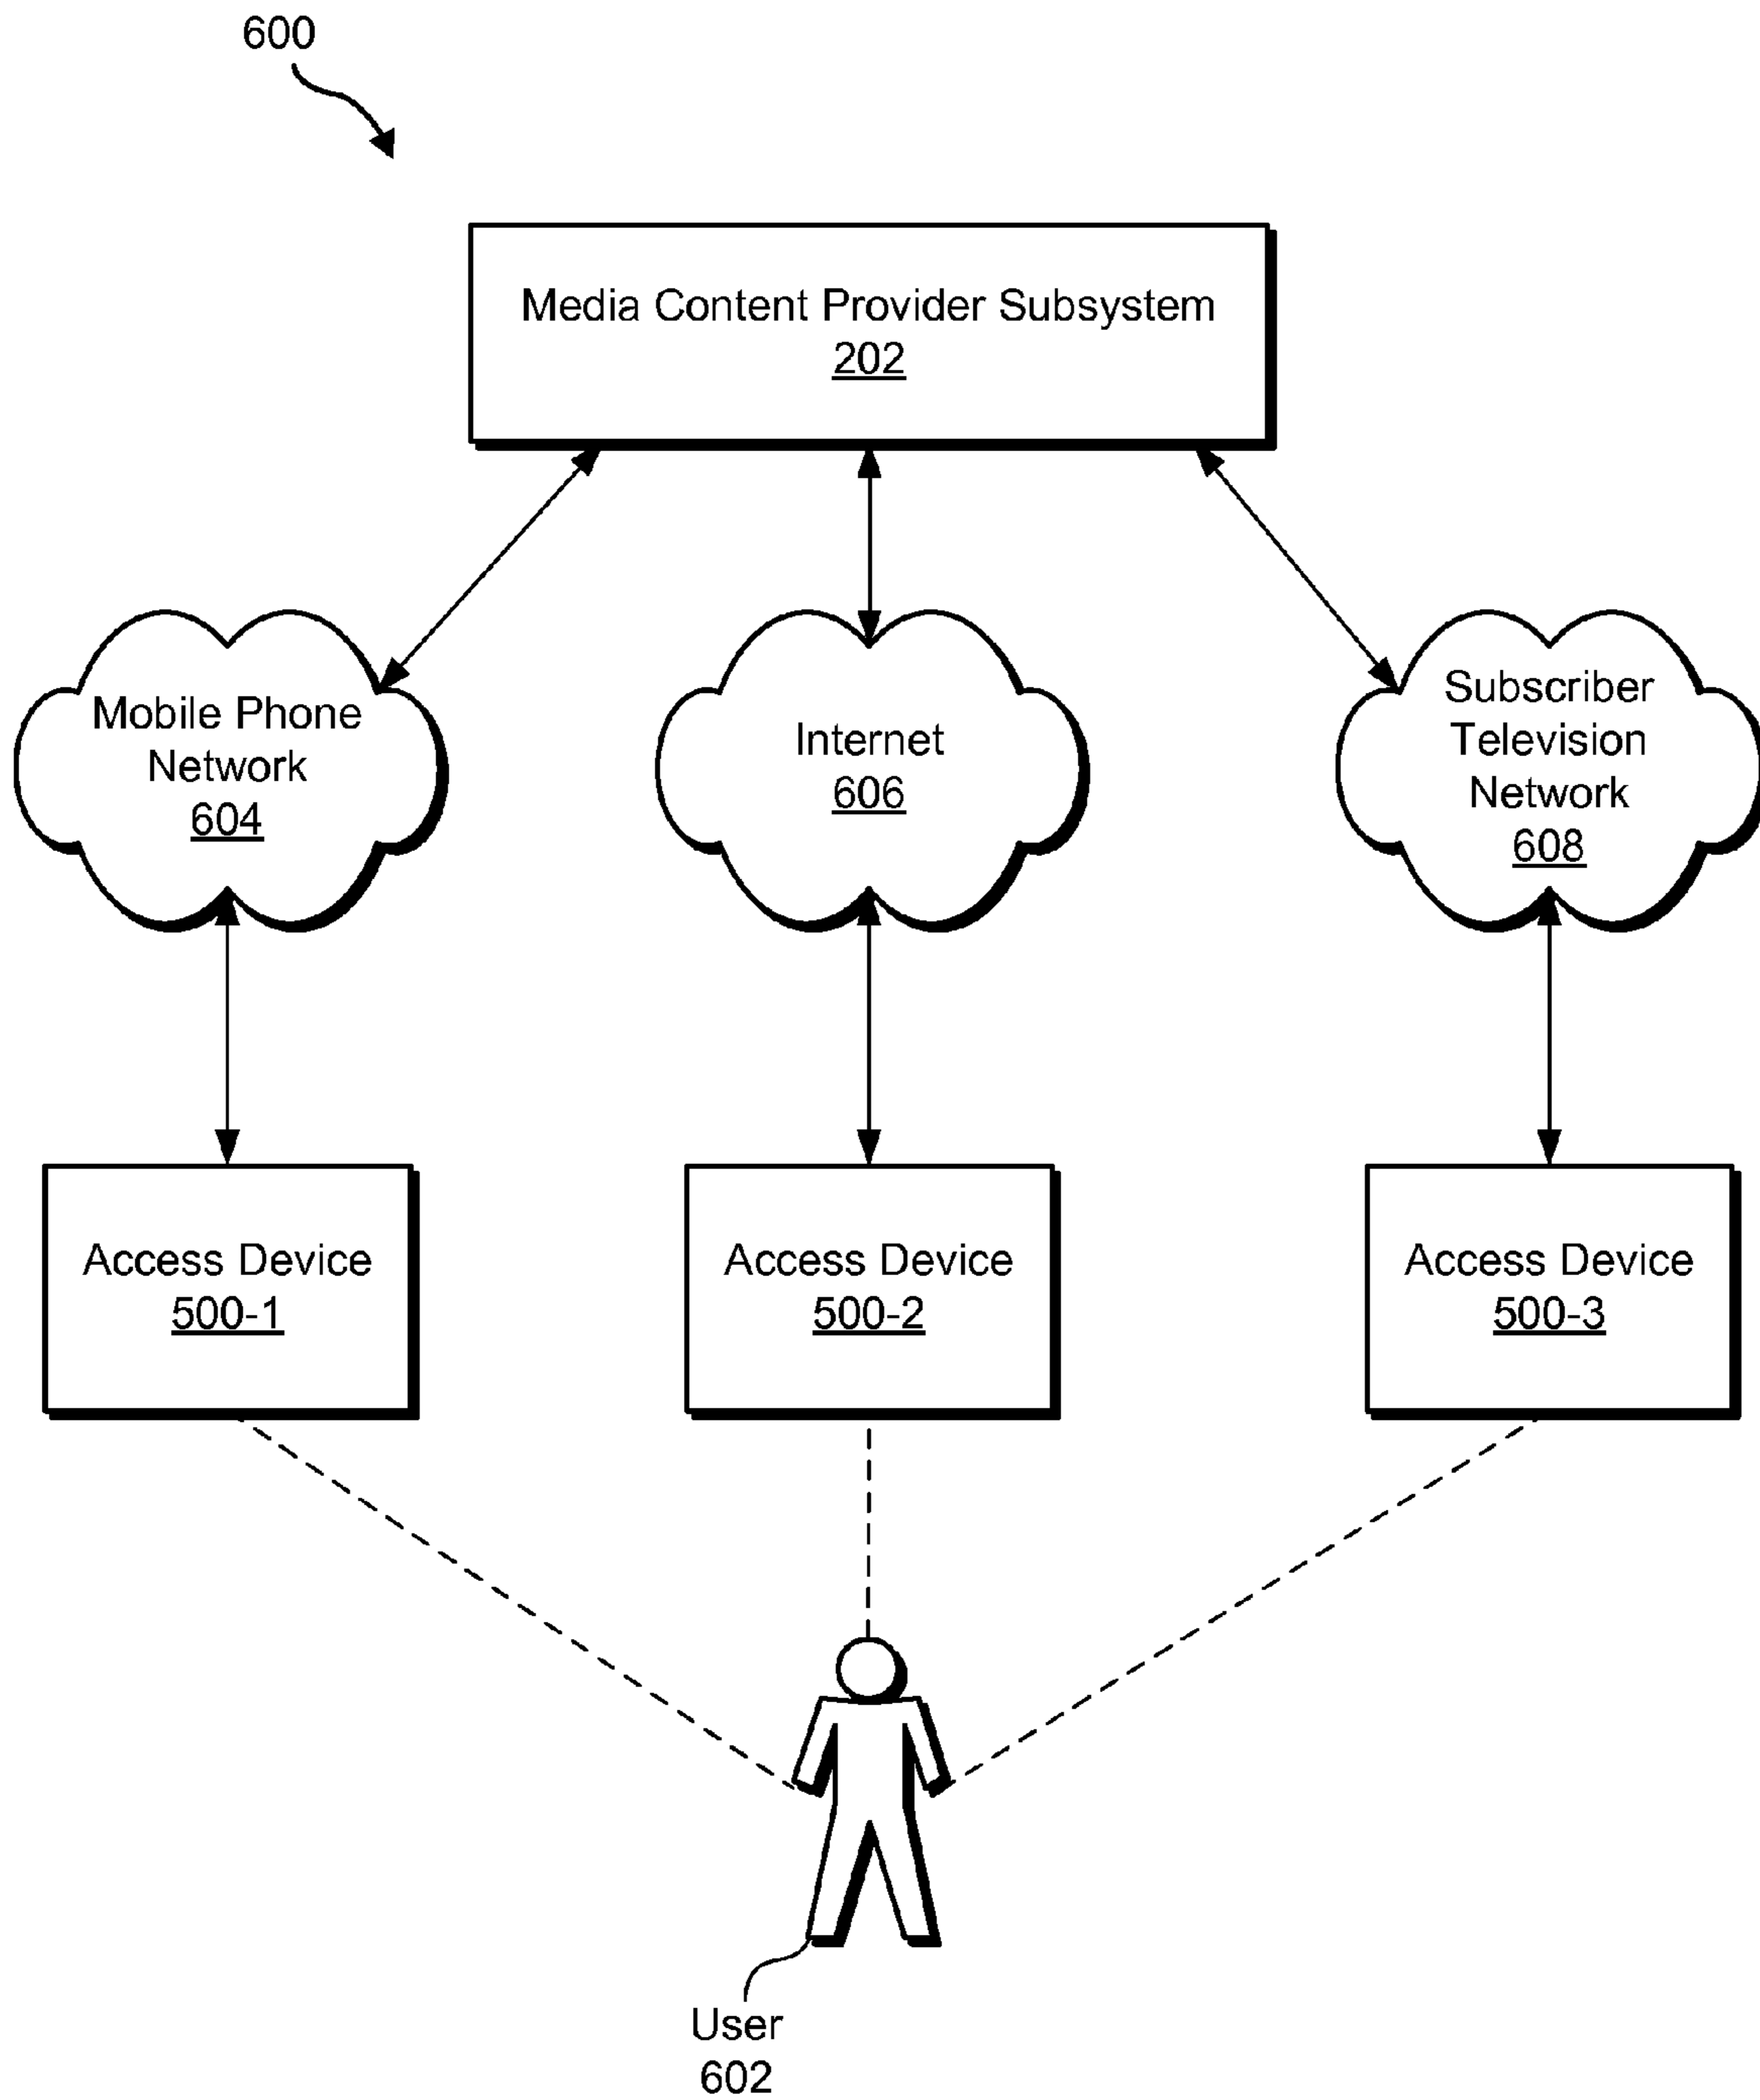 600
Media Content Provider Subsystem
202
Mobile Phone
Network
604
Internet
606
Subscriber
Television
Network
608
Access Device
500-1
Access Device
500-2
Access Device
500-3
User
602